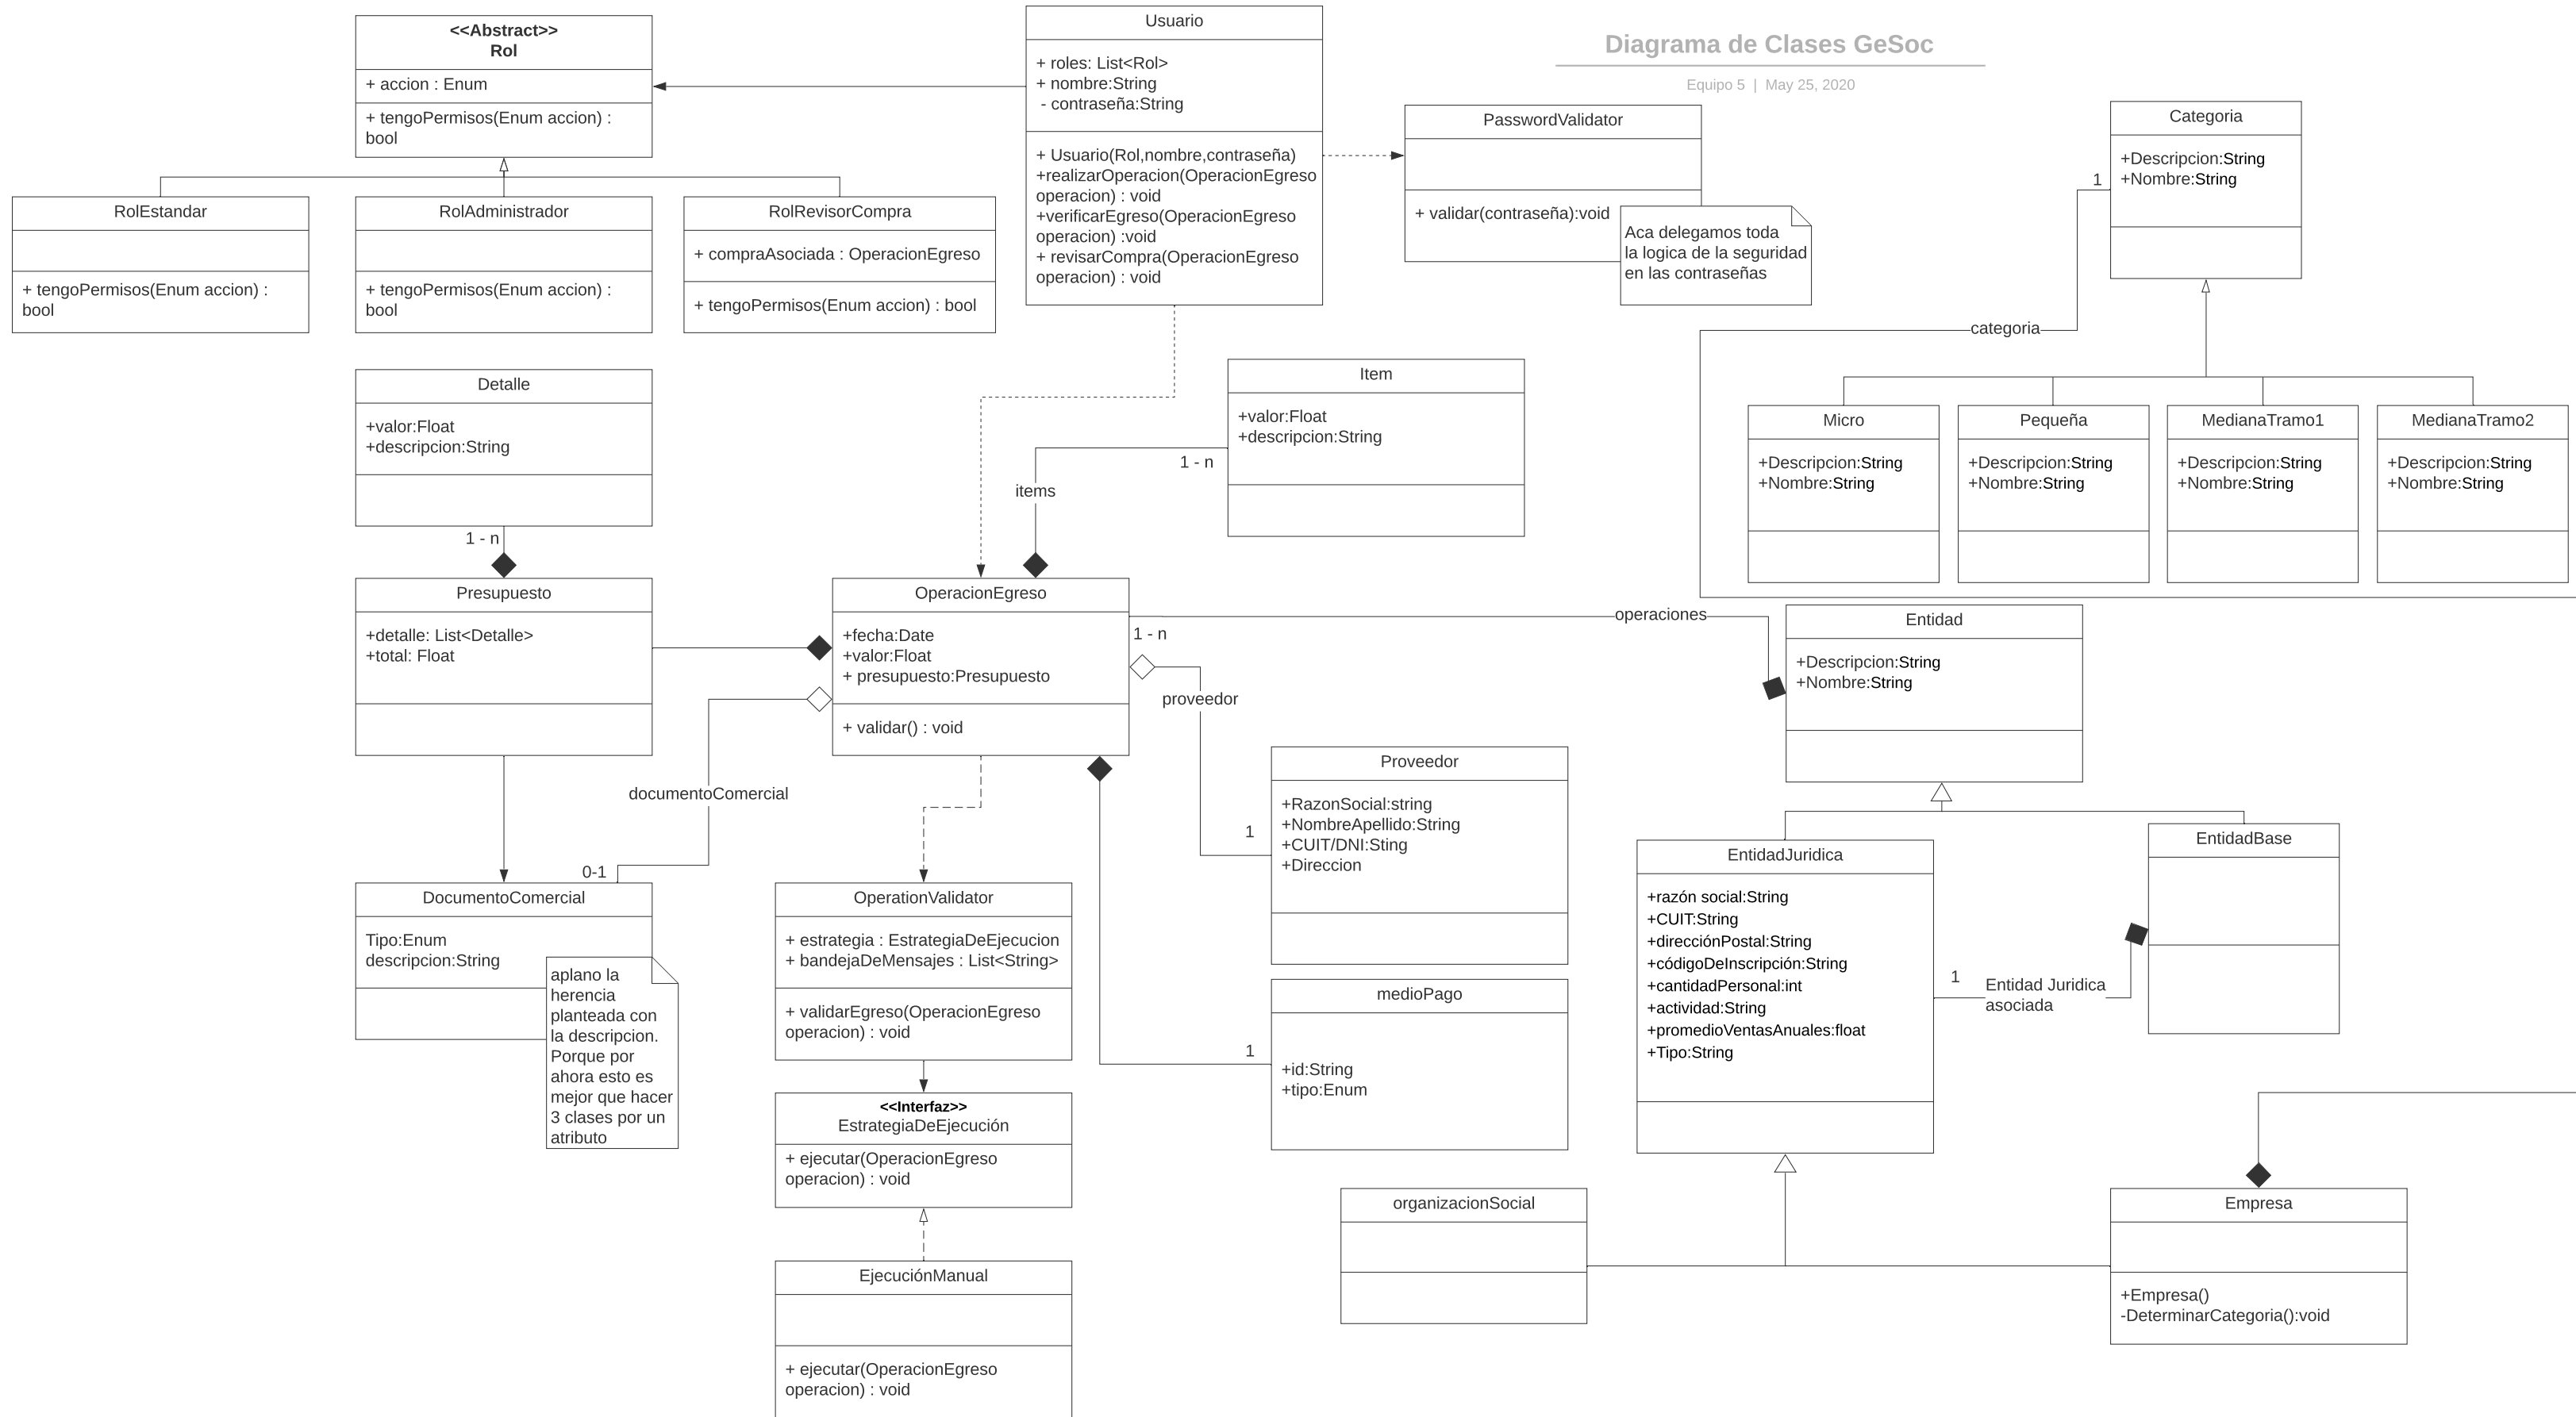 Diagrama de Clases GeSoc
Equipo 5 | May 25, 2020
<<Abstract>>
Rol
+ accion : Enum
+ tengoPermisos(Enum accion) :
bool
Usuario
+ roles: List<Rol>
+ nombre:String
- contraseña:String
+ Usuario(Rol,nombre,contraseña)
+realizarOperacion(OperacionEgreso
operacion) : void
+verificarEgreso(OperacionEgreso
operacion) :void
+ revisarCompra(OperacionEgreso
operacion) : void
PasswordValidator
+ validar(contraseña):void
Aca delegamos toda
la logica de la seguridad
en las contraseñas
Categoria
+Descripcion:String
+Nombre:String
1
categoria
RolEstandar
+ tengoPermisos(Enum accion) :
bool
RolAdministrador
+ tengoPermisos(Enum accion) :
bool
RolRevisorCompra
+ compraAsociada : OperacionEgreso
+ tengoPermisos(Enum accion) : bool
Detalle
+valor:Float
+descripcion:String
1 - n
Item
+valor:Float
+descripcion:String
1 - n
items
Micro
+Descripcion:String
+Nombre:String
Pequeña
+Descripcion:String
+Nombre:String
MedianaTramo1
+Descripcion:String
+Nombre:String
MedianaTramo2
+Descripcion:String
+Nombre:String
Presupuesto
+detalle: List<Detalle>
+total: Float
OperacionEgreso
+fecha:Date
+valor:Float
+ presupuesto:Presupuesto
+ validar() : void
operaciones
1 - n
proveedor
Entidad
+Descripcion:String
+Nombre:String
documentoComercial
0-1
Proveedor
+RazonSocial:string
+NombreApellido:String
+CUIT/DNI:Sting
+Direccion
1
DocumentoComercial
Tipo:Enum
descripcion:String
aplano la
herencia
planteada con
la descripcion.
Porque por
ahora esto es
mejor que hacer
3 clases por un
atributo
OperationValidator
+ estrategia : EstrategiaDeEjecucion
+ bandejaDeMensajes : List<String>
+ validarEgreso(OperacionEgreso
operacion) : void
EntidadJuridica
+razón social:String
+CUIT:String
+direcciónPostal:String
+códigoDeInscripción:String
+cantidadPersonal:int
+actividad:String
+promedioVentasAnuales:float
+Tipo:String
EntidadBase
1
Entidad Juridica
asociada
medioPago
+id:String
+tipo:Enum
1
<<Interfaz>>
EstrategiaDeEjecución
+ ejecutar(OperacionEgreso
operacion) : void
organizacionSocial
Empresa
+Empresa()
-DeterminarCategoria():void
EjecuciónManual
+ ejecutar(OperacionEgreso
operacion) : void